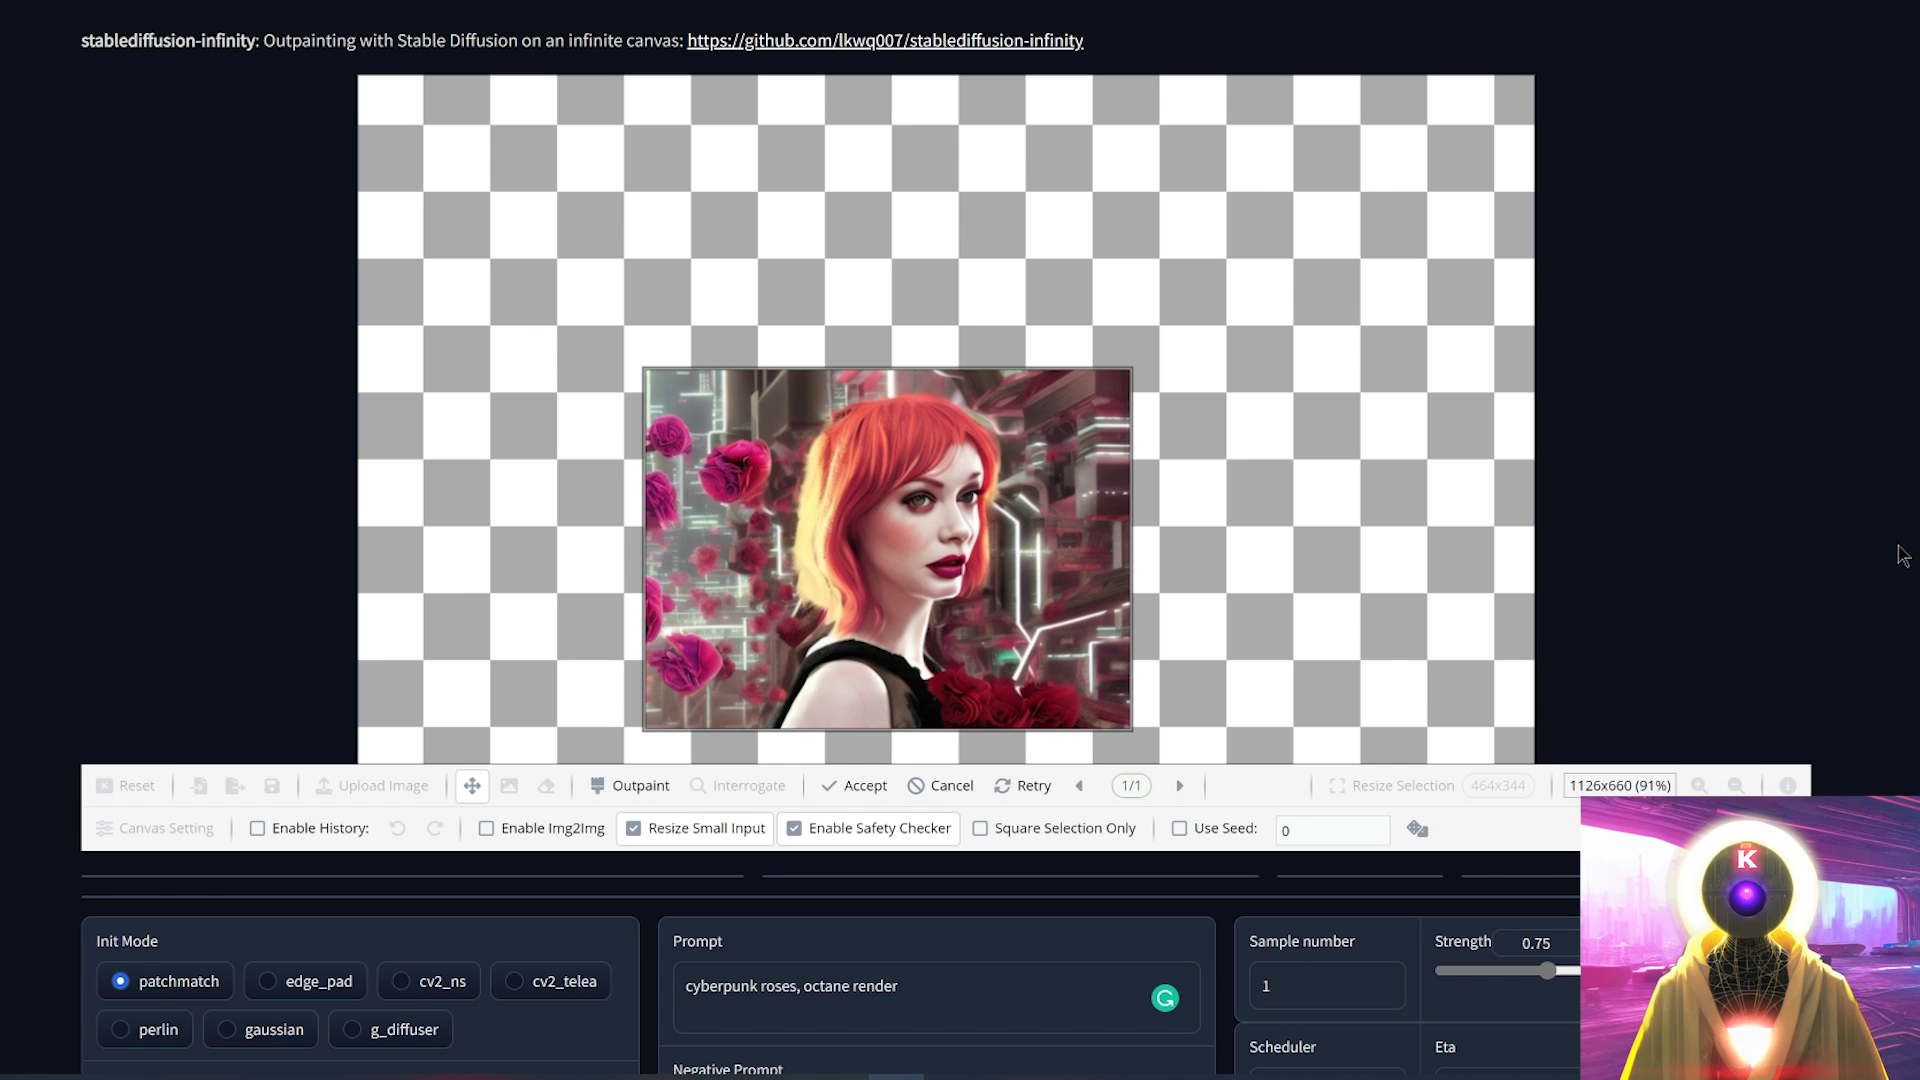 stablediffusion-infinity: Outpainting with Stable Diffusion on an infinite canvas: https://github.com/lkwq007/stablediffusion-infinity
Reset Upload Image Outpaint Interrogate Accept Cancel Retry 1/1 Resize Selection 464x344 1126x660 (91%)
Canvas Setting Enable History: Enable Img2Img Resize Small Input Enable Safety Checker Square Selection Only Use Seed: 0
K
Init Mode
patchmatch edge_pad cv2_ns cv2_telea
perlin gaussian g_diffuser
Prompt
cyberpunk roses, octane render
Negative Prompt
Sample number
1
Strength 0.75
Scheduler
Eta